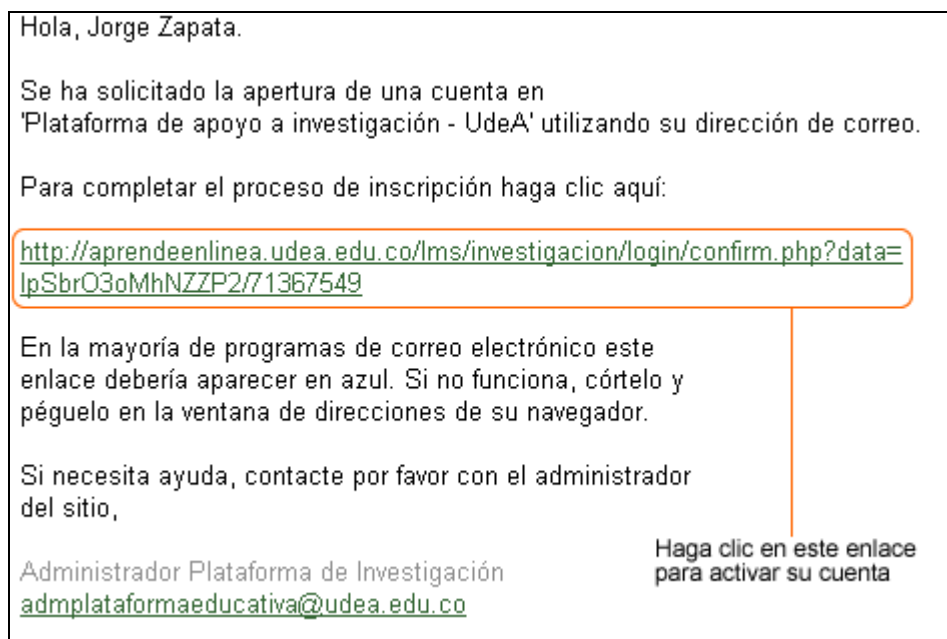 Hola, Jorge Zapata.
Se ha solicitado la apertura de una cuenta en
'Plataforma de apoyo a investigación - UdeA' utilizando su dirección de correo.
Para completar el proceso de inscripción haga clic aquí:
http://aprendeenlinea.udea.edu.co/lms/investigacion/login/confirm.php?data=
lpSbrO3oMhNZZP2/71367549
En la mayoría de programas de correo electrónico este
enlace debería aparecer en azul. Si no funciona, córtelo y
péguelo en la ventana de direcciones de su navegador.
Si necesita ayuda, contacte por favor con el administrador
del sitio,
Administrador Plataforma de Investigación
admplataformaeducativa@udea.edu.co
Haga clic en este enlace
para activar su cuenta